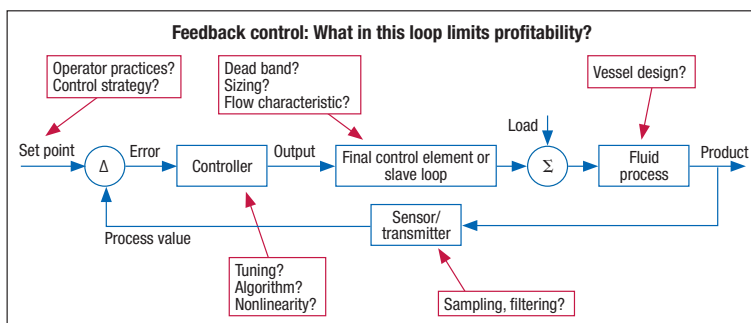 Feedback control: What in this loop limits profitability?
Operator practices?
Control strategy?
Dead band?
Sizing?
Flow characteristic?
Vessel design?
Load
Set point
Δ
Error
Controller
Output
Final control element or
slave loop
Σ
Fluid
process
Product
Sensor/
transmitter
Process value
Tuning?
Algorithm?
Nonlinearity?
Sampling, filtering?